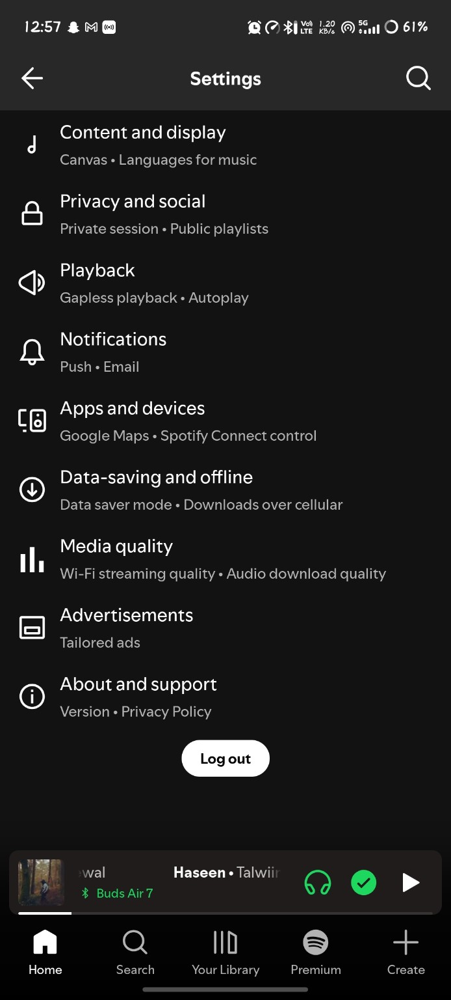 12:57
Vo) LTE
1.20 KB/s
5G
61%
Settings
Content and display
Canvas • Languages for music
Privacy and social
Private session • Public playlists
Playback
Gapless playback • Autoplay
Notifications
Push • Email
Apps and devices
Google Maps • Spotify Connect control
Data-saving and offline
Data saver mode • Downloads over cellular
Media quality
Wi-Fi streaming quality • Audio download quality
Advertisements
Tailored ads
About and support
Version • Privacy Policy
Log out
wal Haseen • Talwiir
Buds Air 7
Home Search Your Library Premium Create